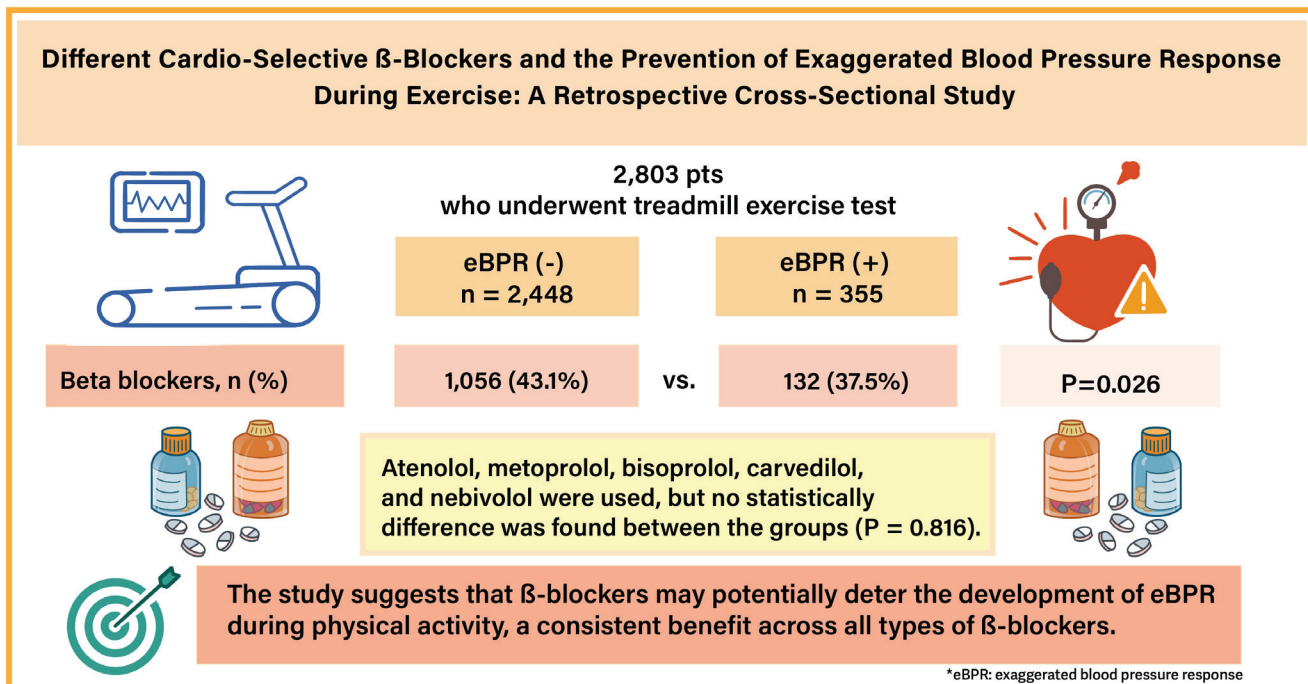 Different Cardio-Selective ß-Blockers and the Prevention of Exaggerated Blood Pressure Response
During Exercise: A Retrospective Cross-Sectional Study
2,803 pts
who underwent treadmill exercise test
eBPR (-)
n = 2,448
eBPR (+)
n = 355
Beta blockers, n (%)
1,056 (43.1%)
vs.
132 (37.5%)
P=0.026
Atenolol, metoprolol, bisoprolol, carvedilol,
and nebivolol were used, but no statistically
difference was found between the groups (P = 0.816).
The study suggests that ß-blockers may potentially deter the development of eBPR
during physical activity, a consistent benefit across all types of ß-blockers.
*eBPR: exaggerated blood pressure response